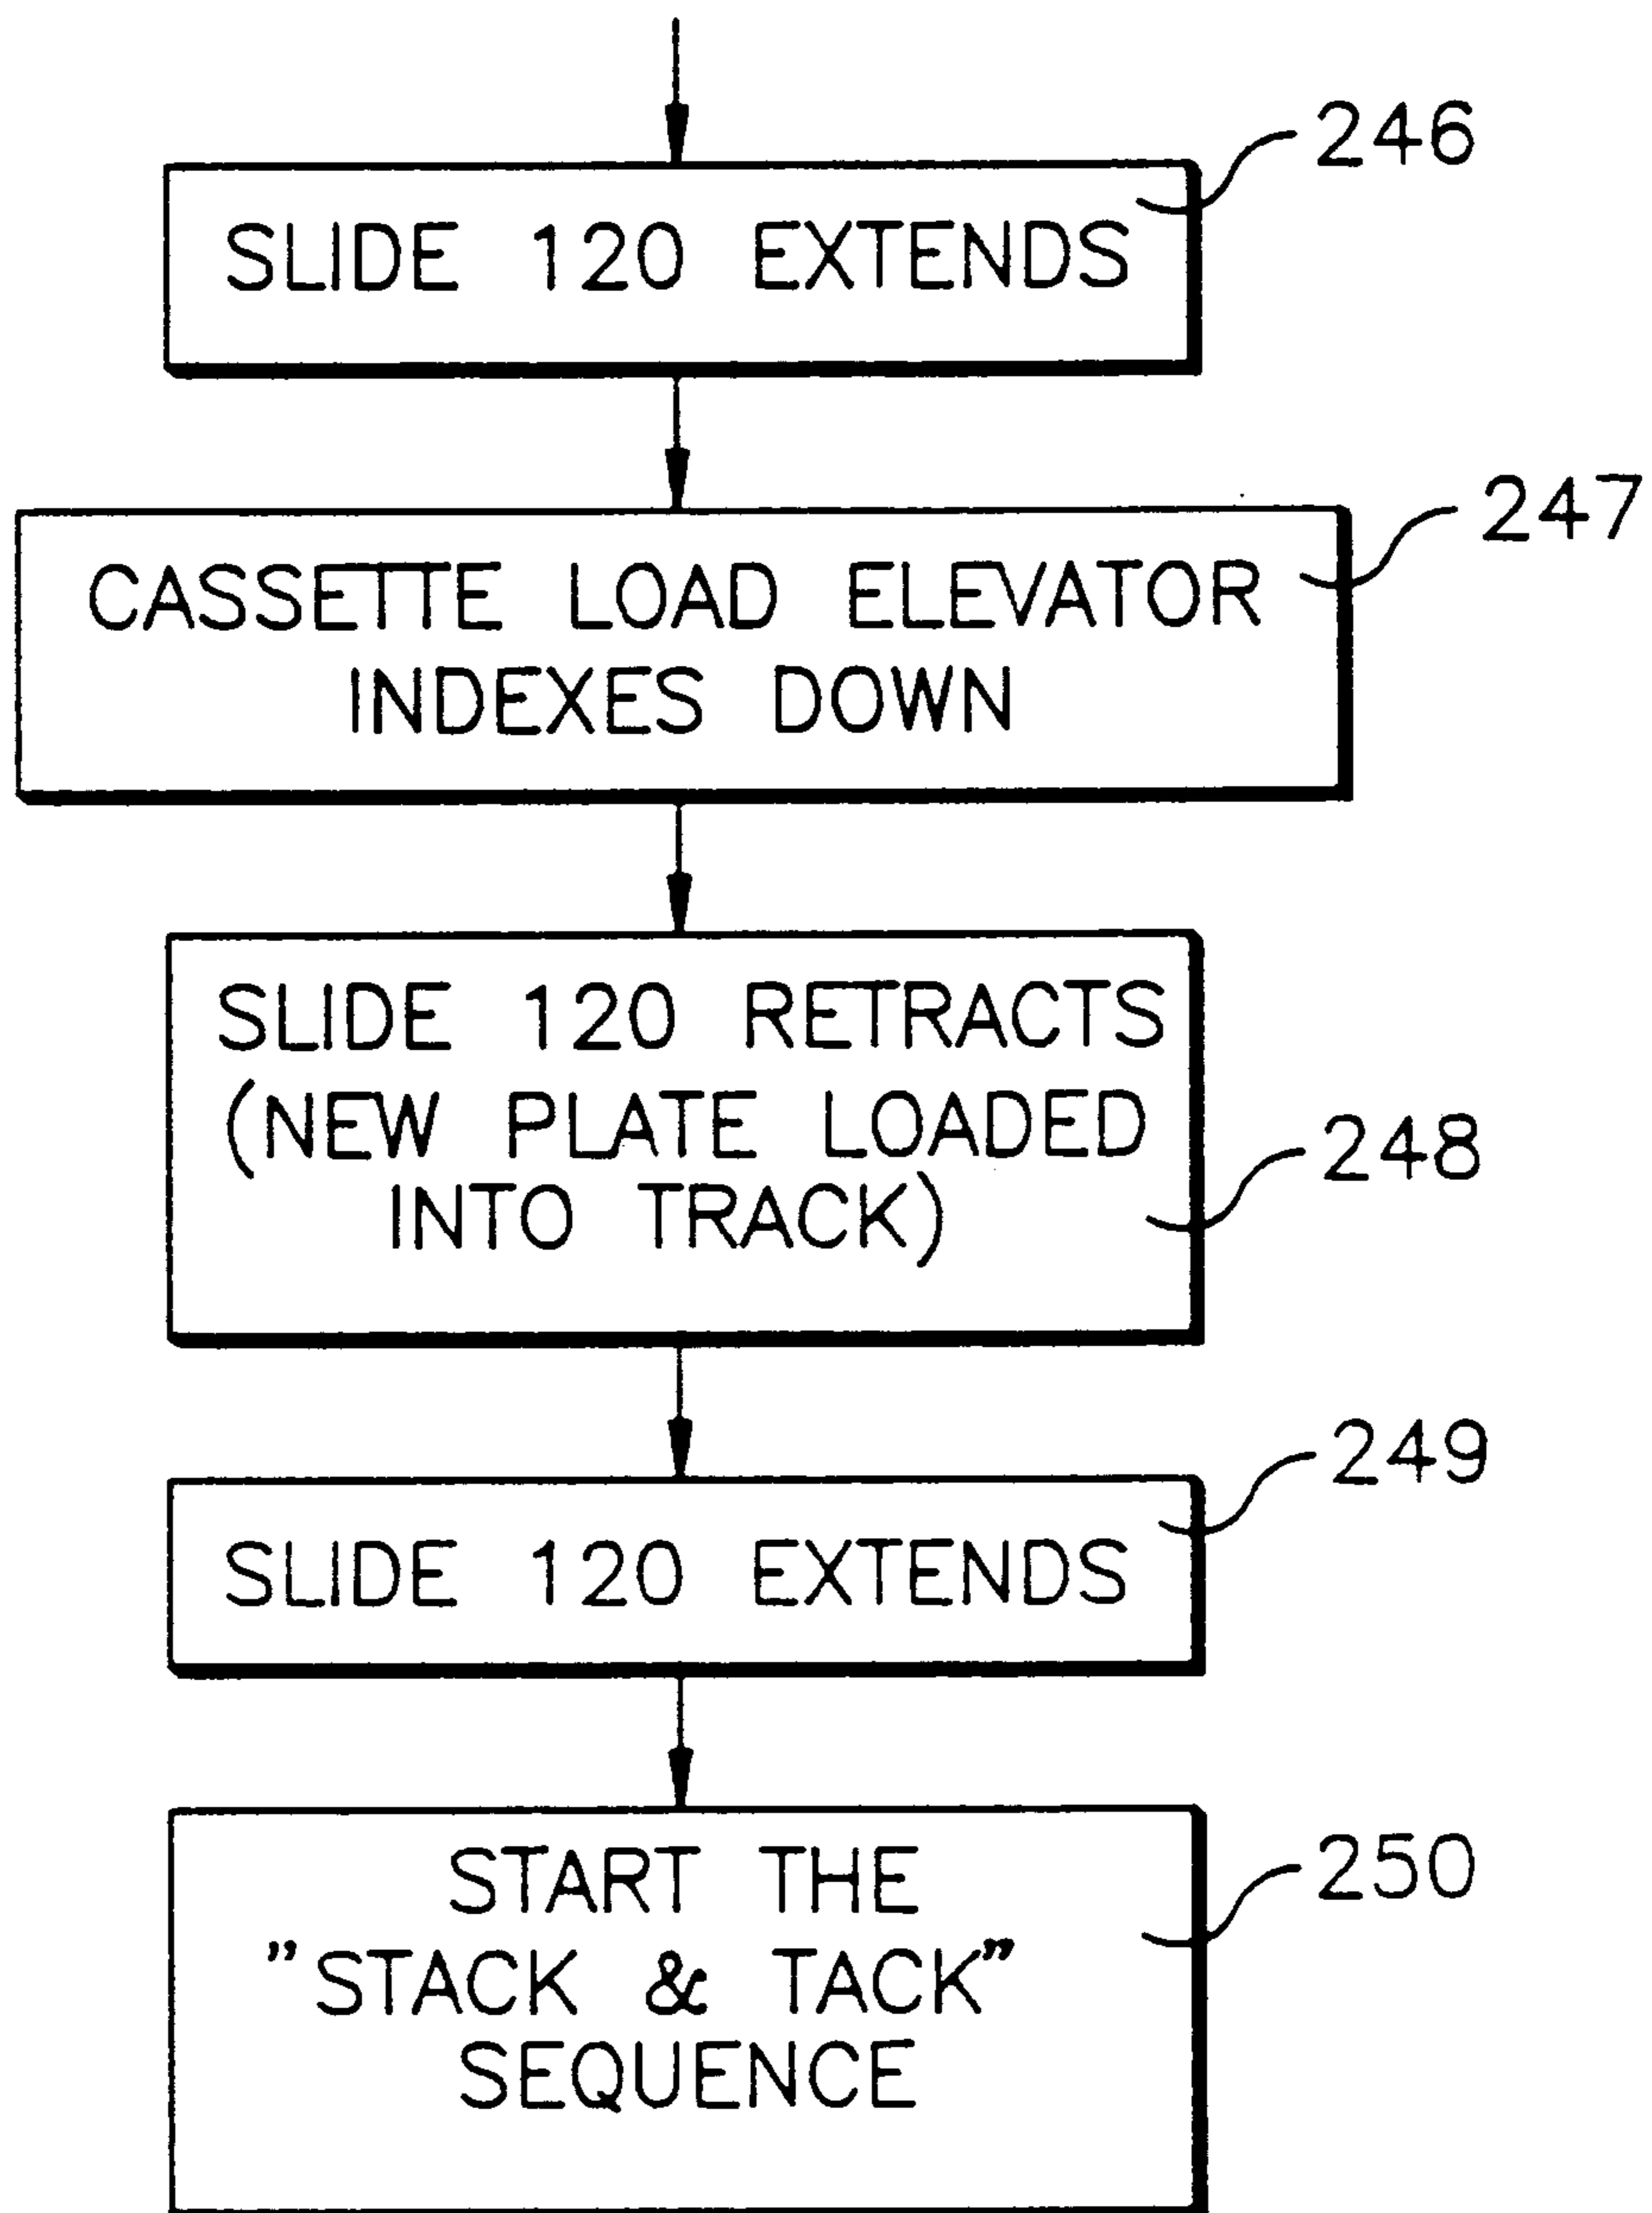 246
SLIDE 120 EXTENDS
247
CASSETTE LOAD ELEVATOR
INDEXES DOWN
SLIDE 120 RETRACTS
(NEW PLATE LOADED
INTO TRACK)
248
249
SLIDE 120 EXTENDS
START THE
"STACK & TACK"
SEQUENCE
250